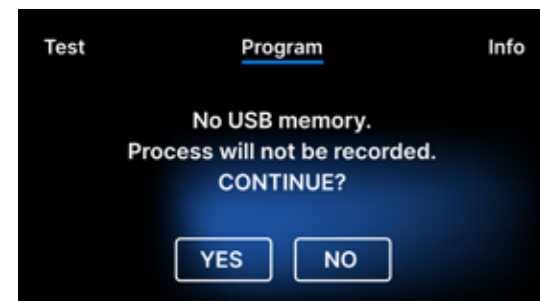 Test Program Info
No USB memory.
Process will not be recorded.
CONTINUE?
YES NO